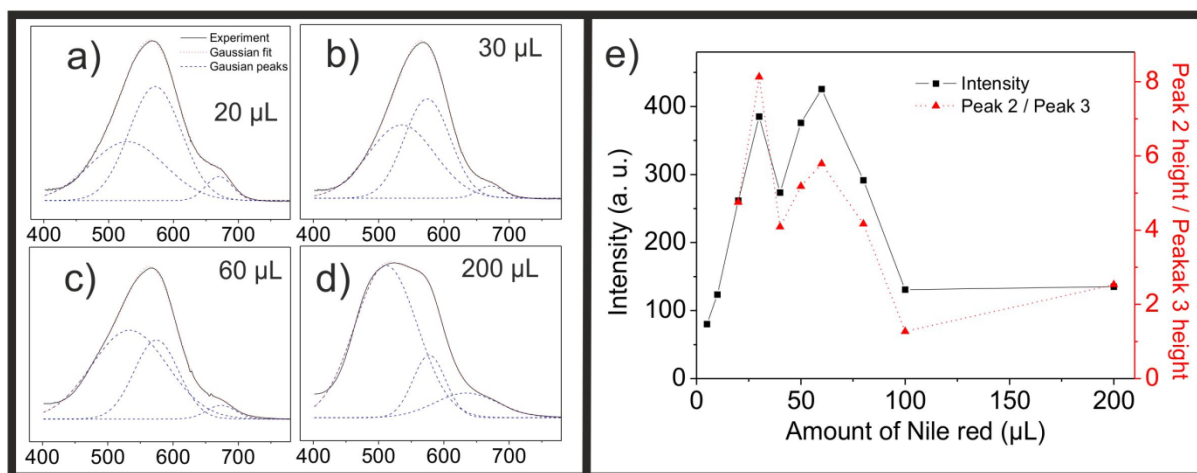 a)
Experiment
Gaussian fit
Gausian peaks
20 µL
400 500 600 700
b)
30 µL
400 500 600 700
c)
60 µL
400 500 600 700
d)
200 µL
400 500 600 700
e)
Intensity
Peak 2 / Peak 3
Intensity (a. u.)
400
300
200
100
0
Peak 2 height / Peakak 3 height
8
6
4
2
0
0 50 100 150 200
Amount of Nile red (µL)